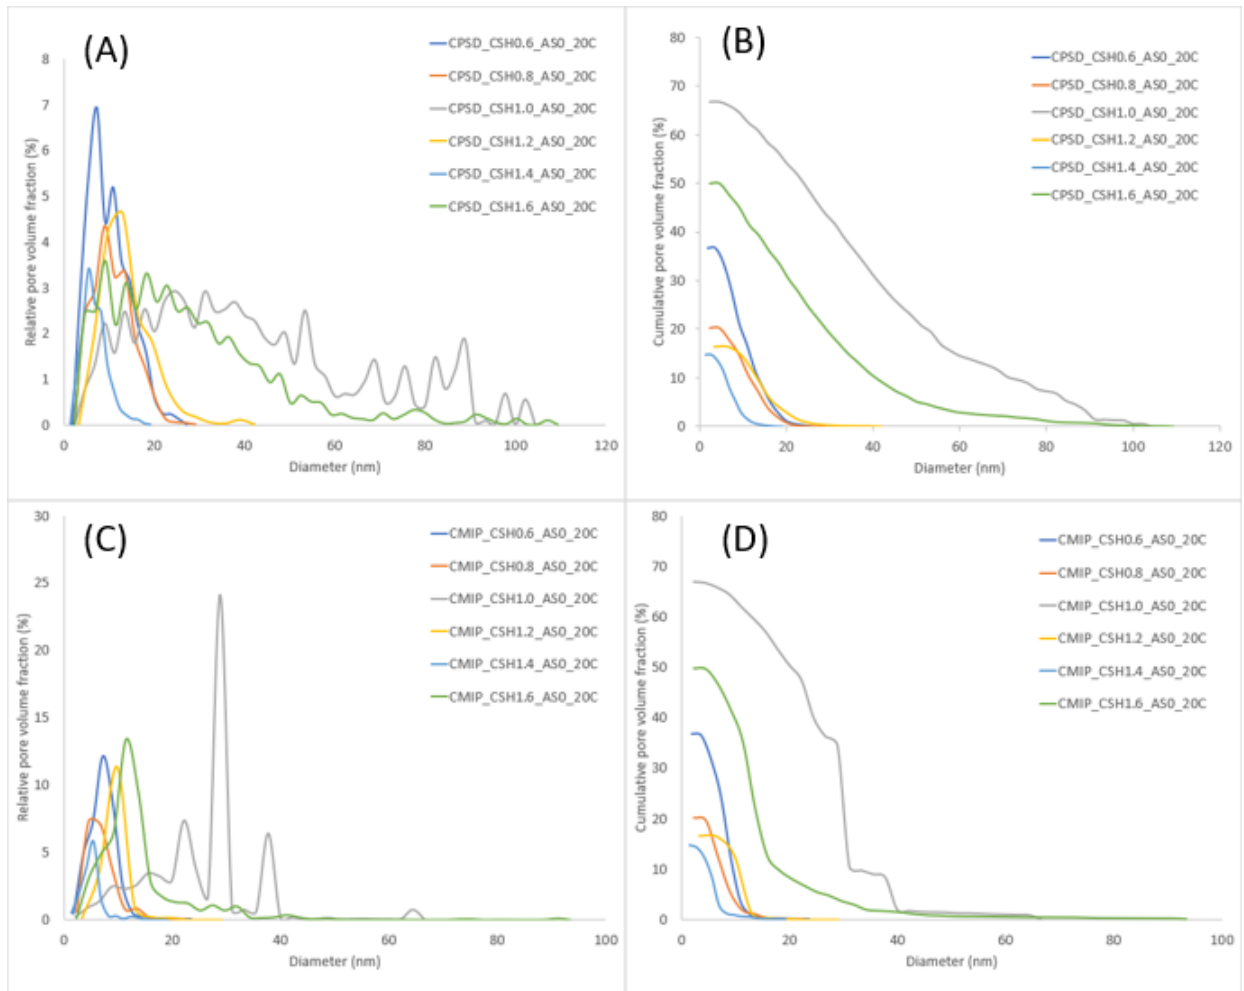 (A)
CPSD_CSH0.6_AS0_20C
CPSD_CSH0.8_AS0_20C
CPSD_CSH1.0_AS0_20C
CPSD_CSH1.2_AS0_20C
CPSD_CSH1.4_AS0_20C
CPSD_CSH1.6_AS0_20C
Relative pore volume fraction (%)
8
7
6
5
4
3
2
1
0
0 20 40 60 80 100 120
Diameter (nm)
(B)
CPSD_CSH0.6_AS0_20C
CPSD_CSH0.8_AS0_20C
CPSD_CSH1.0_AS0_20C
CPSD_CSH1.2_AS0_20C
CPSD_CSH1.4_AS0_20C
CPSD_CSH1.6_AS0_20C
Cumulative pore volume fraction (%)
80
70
60
50
40
30
20
10
0
0 20 40 60 80 100 120
Diameter (nm)
(C)
CMIP_CSH0.6_AS0_20C
CMIP_CSH0.8_AS0_20C
CMIP_CSH1.0_AS0_20C
CMIP_CSH1.2_AS0_20C
CMIP_CSH1.4_AS0_20C
CMIP_CSH1.6_AS0_20C
Relative pore volume fraction (%)
30
25
20
15
10
5
0
0 20 40 60 80 100
Diameter (nm)
(D)
CMIP_CSH0.6_AS0_20C
CMIP_CSH0.8_AS0_20C
CMIP_CSH1.0_AS0_20C
CMIP_CSH1.2_AS0_20C
CMIP_CSH1.4_AS0_20C
CMIP_CSH1.6_AS0_20C
Cumulative pore volume fraction (%)
80
70
60
50
40
30
20
10
0
0 20 40 60 80 100
Diameter (nm)